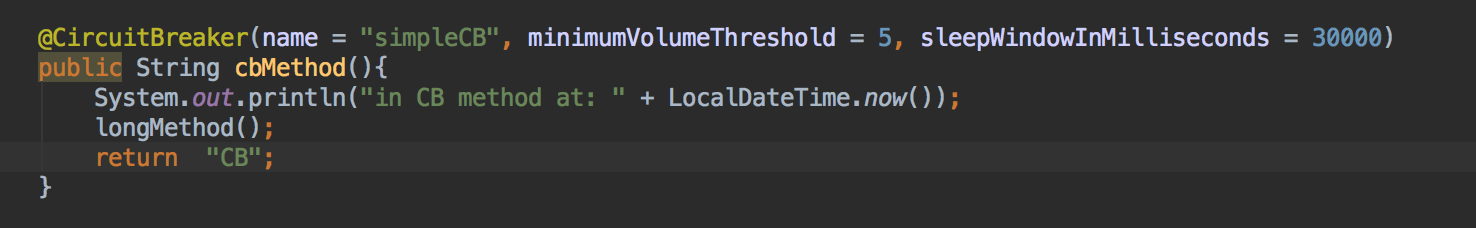 @CircuitBreaker(name = "simpleCB", minimumVolumeThreshold = 5, sleepWindowInMilliseconds = 30000)
public String cbMethod(){
    System.out.println("in CB method at: " + LocalDateTime.now());
    longMethod();
    return  "CB";
}